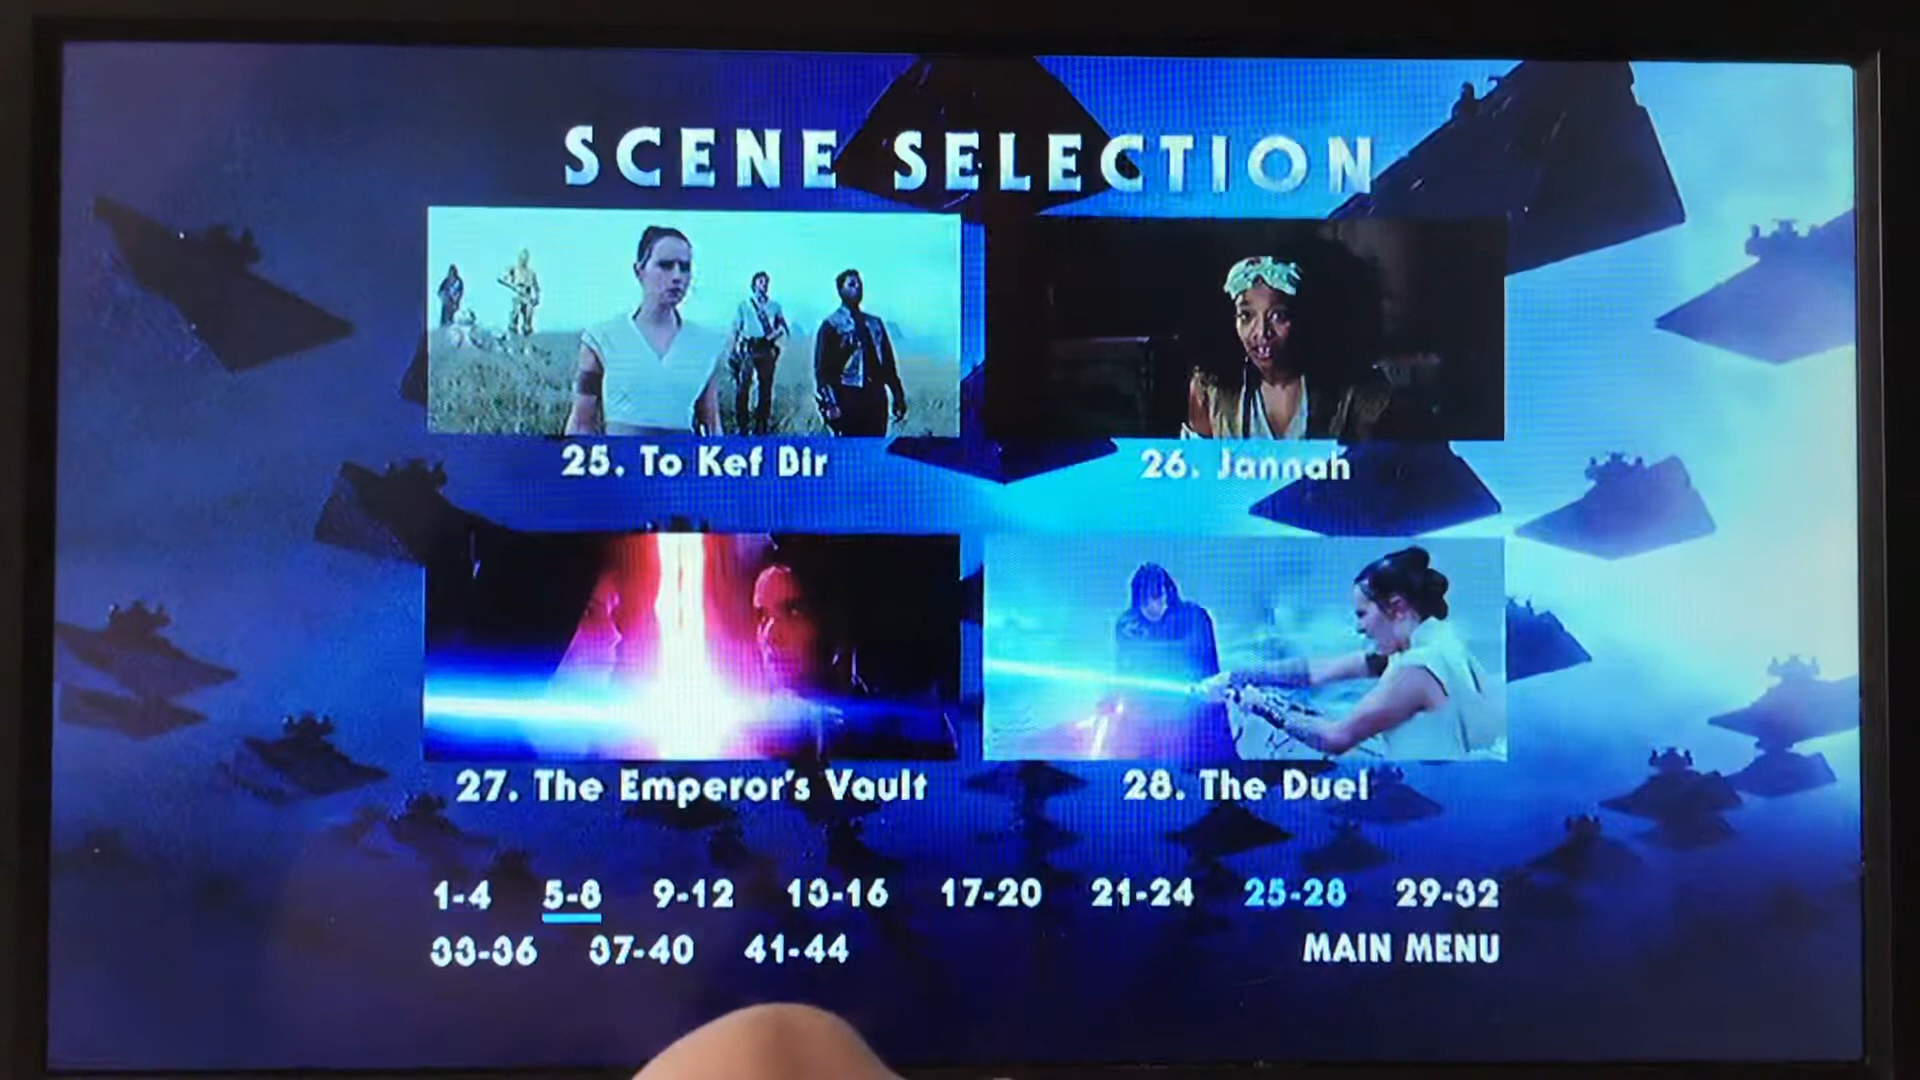 SCENE SELECTION
25. To Kef Bir
26. Jannah
27. The Emperor's Vault
28. The Duel
1-4 5-8 9-12 13-16 17-20 21-24 25-28 29-32
33-36 37-40 41-44 MAIN MENU